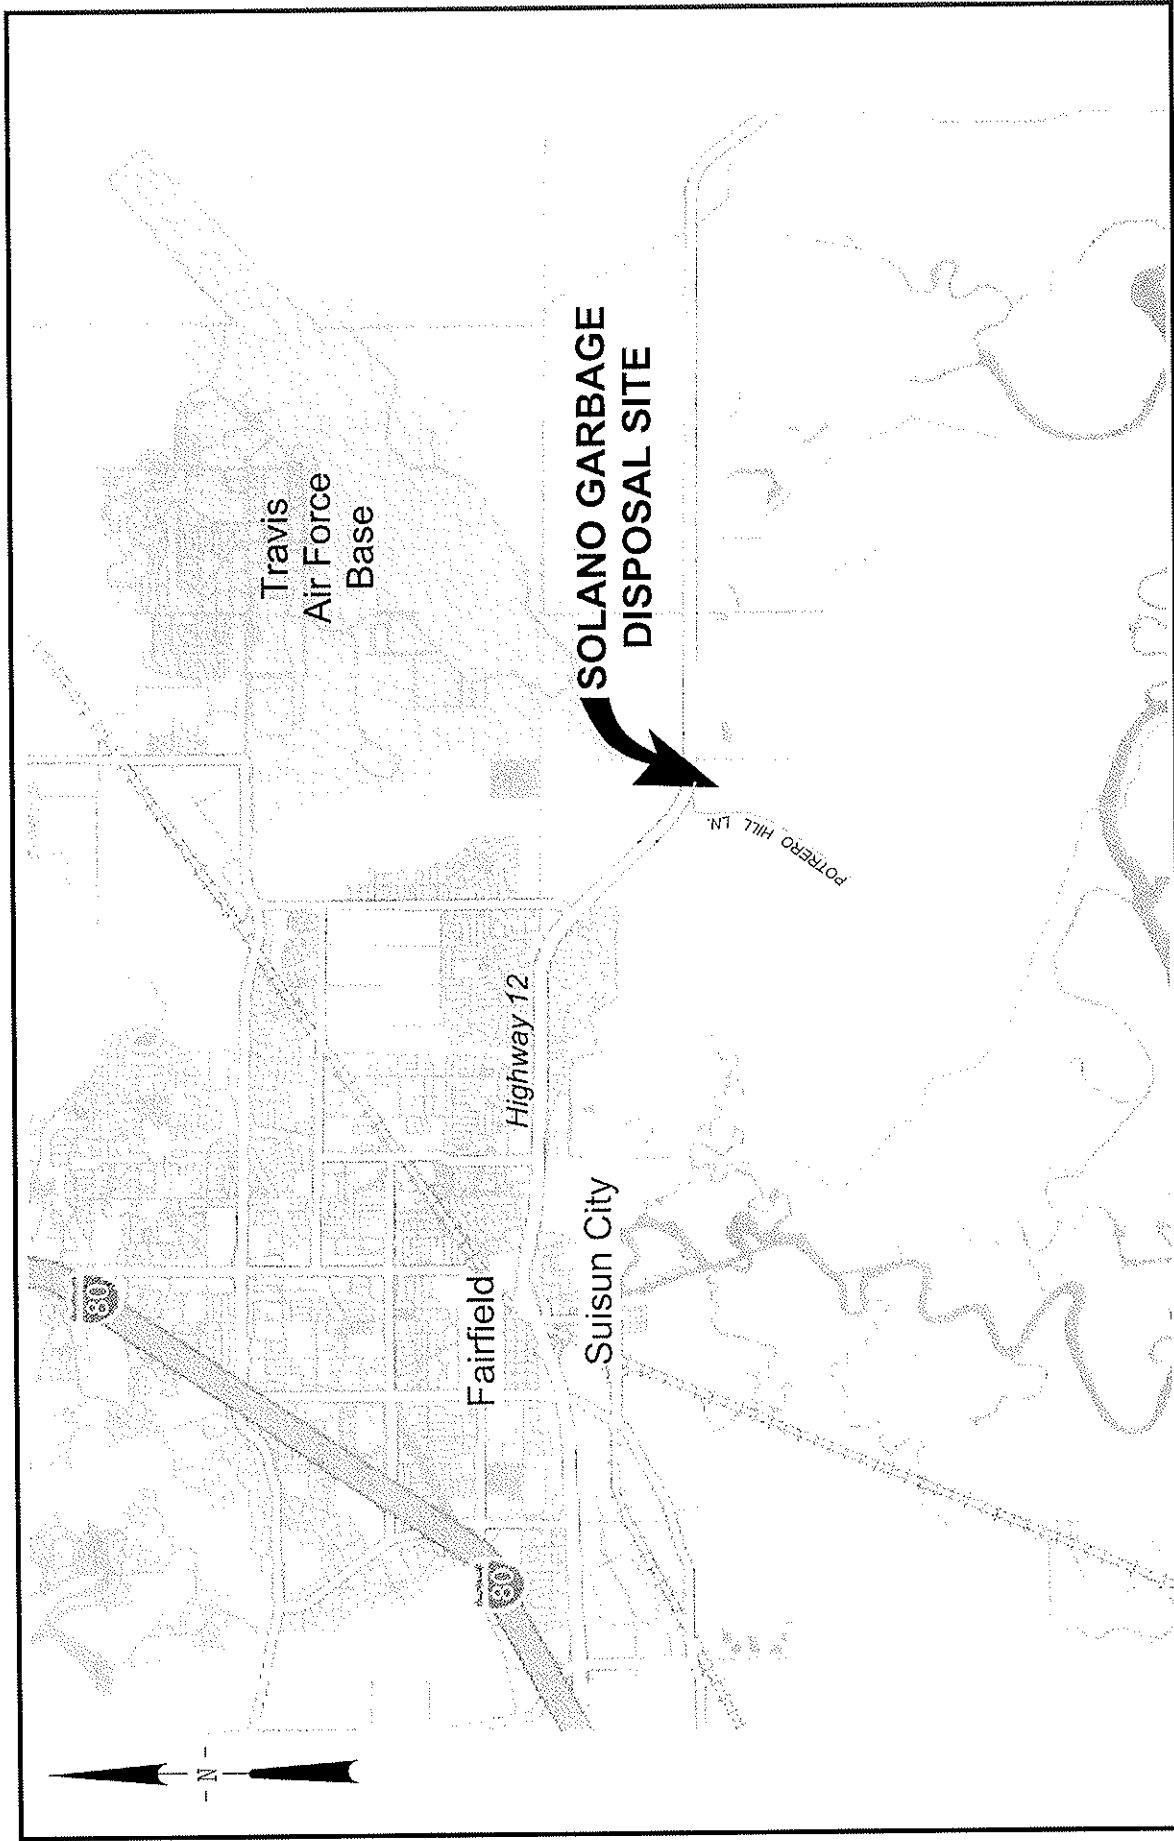 Travis
Air Force
Base
80
SOLANO GARBAGE
DISPOSAL SITE
POTRERO HILL LN.
Highway 12
Fairfield
Suisun City
80
- N -